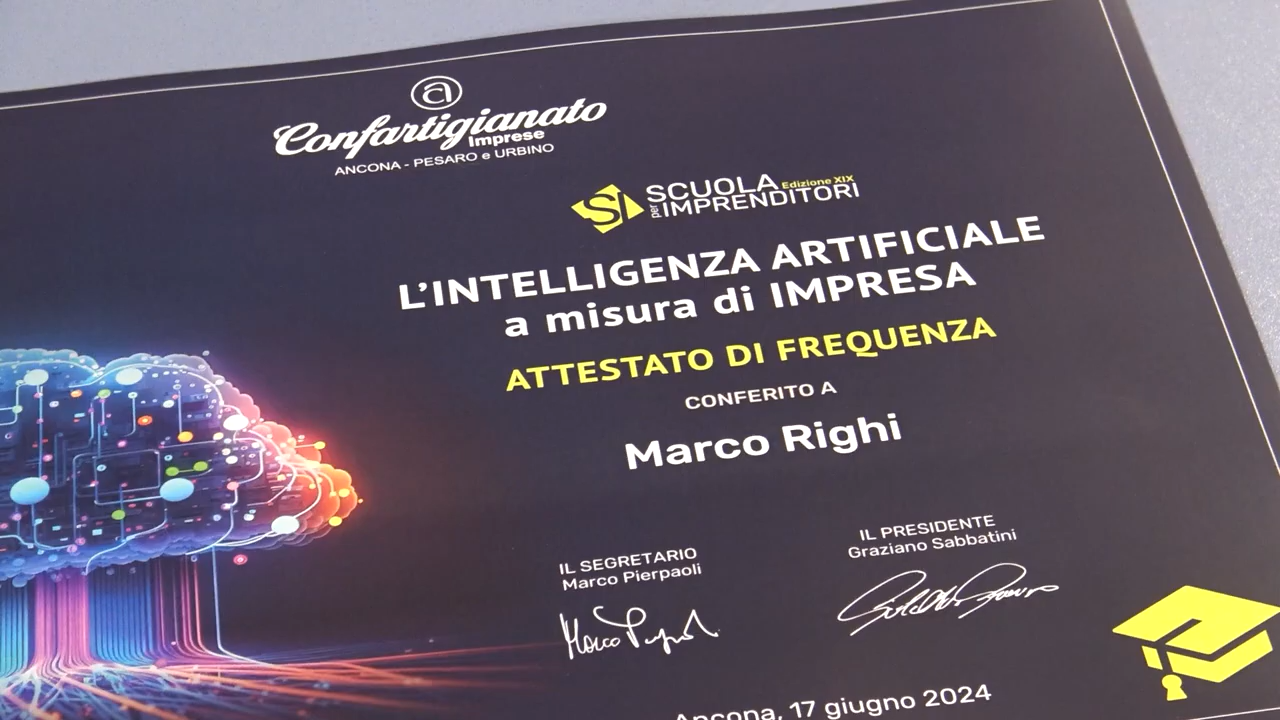 Confartigianato
Imprese
ANCONA - PESARO e URBINO
SI SCUOLA Edizione XIX
per IMPRENDITORI
L'INTELLIGENZA ARTIFICIALE
a misura di IMPRESA
ATTESTATO DI FREQUENZA
CONFERITO A
Marco Righi
IL SEGRETARIO
Marco Pierpaoli
IL PRESIDENTE
Graziano Sabbatini
Ancona, 17 giugno 2024